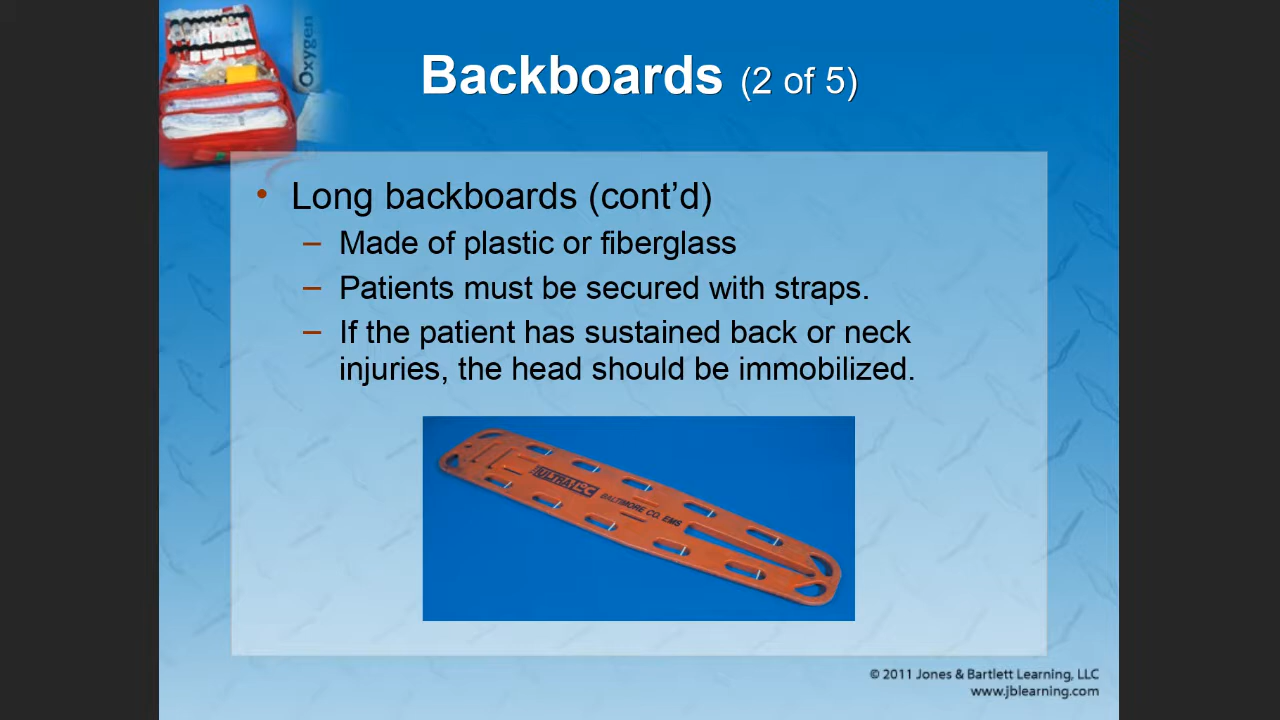 Oxygen
Backboards (2 of 5)
• Long backboards (cont’d)
– Made of plastic or fiberglass
– Patients must be secured with straps.
– If the patient has sustained back or neck
injuries, the head should be immobilized.
ULTRALOC
BALTIMORE CO. EMS
© 2011 Jones & Bartlett Learning, LLC
www.jblearning.com